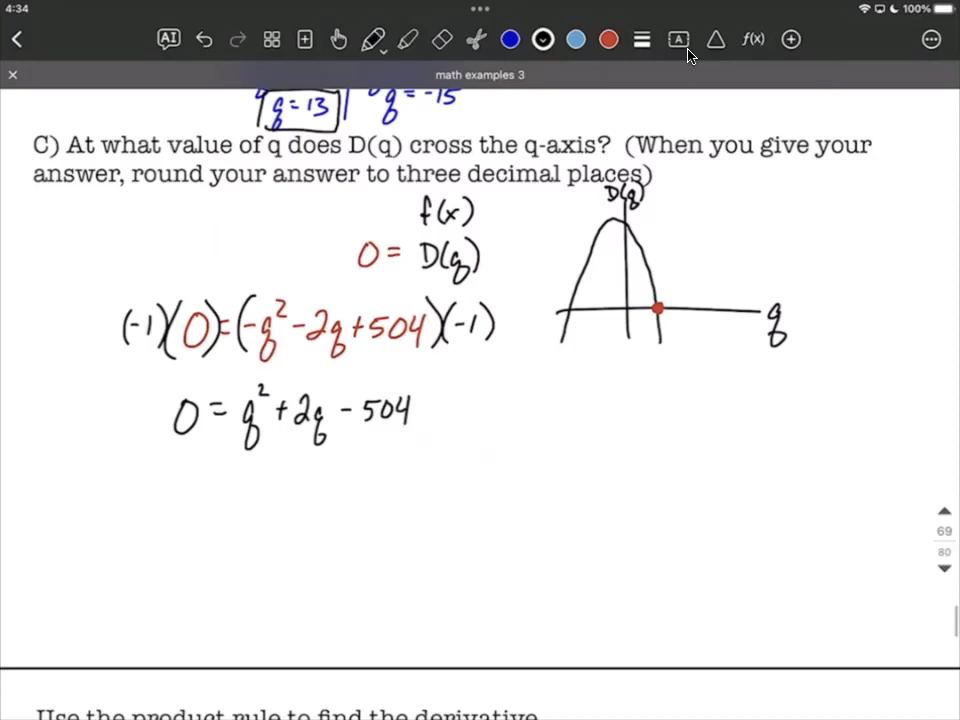 4:34
100%
AI
A
f(x)
math examples 3
q = 13 q = -15
C) At what value of q does D(q) cross the q-axis? (When you give your
answer, round your answer to three decimal places)
D(q)
f(x)
0 = D(q)
(-1)(0) = (-q² - 2q + 504)(-1)
q
0 = q² + 2q - 504
69
80
Use the product rule to find the derivative